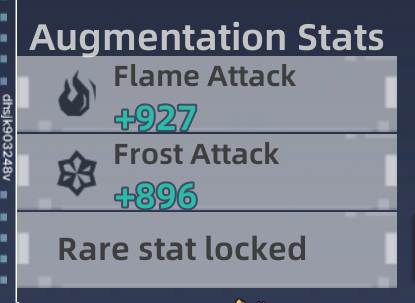 Augmentation Stats
Flame Attack
+927
Frost Attack
+896
Rare stat locked
dhsjk903248v